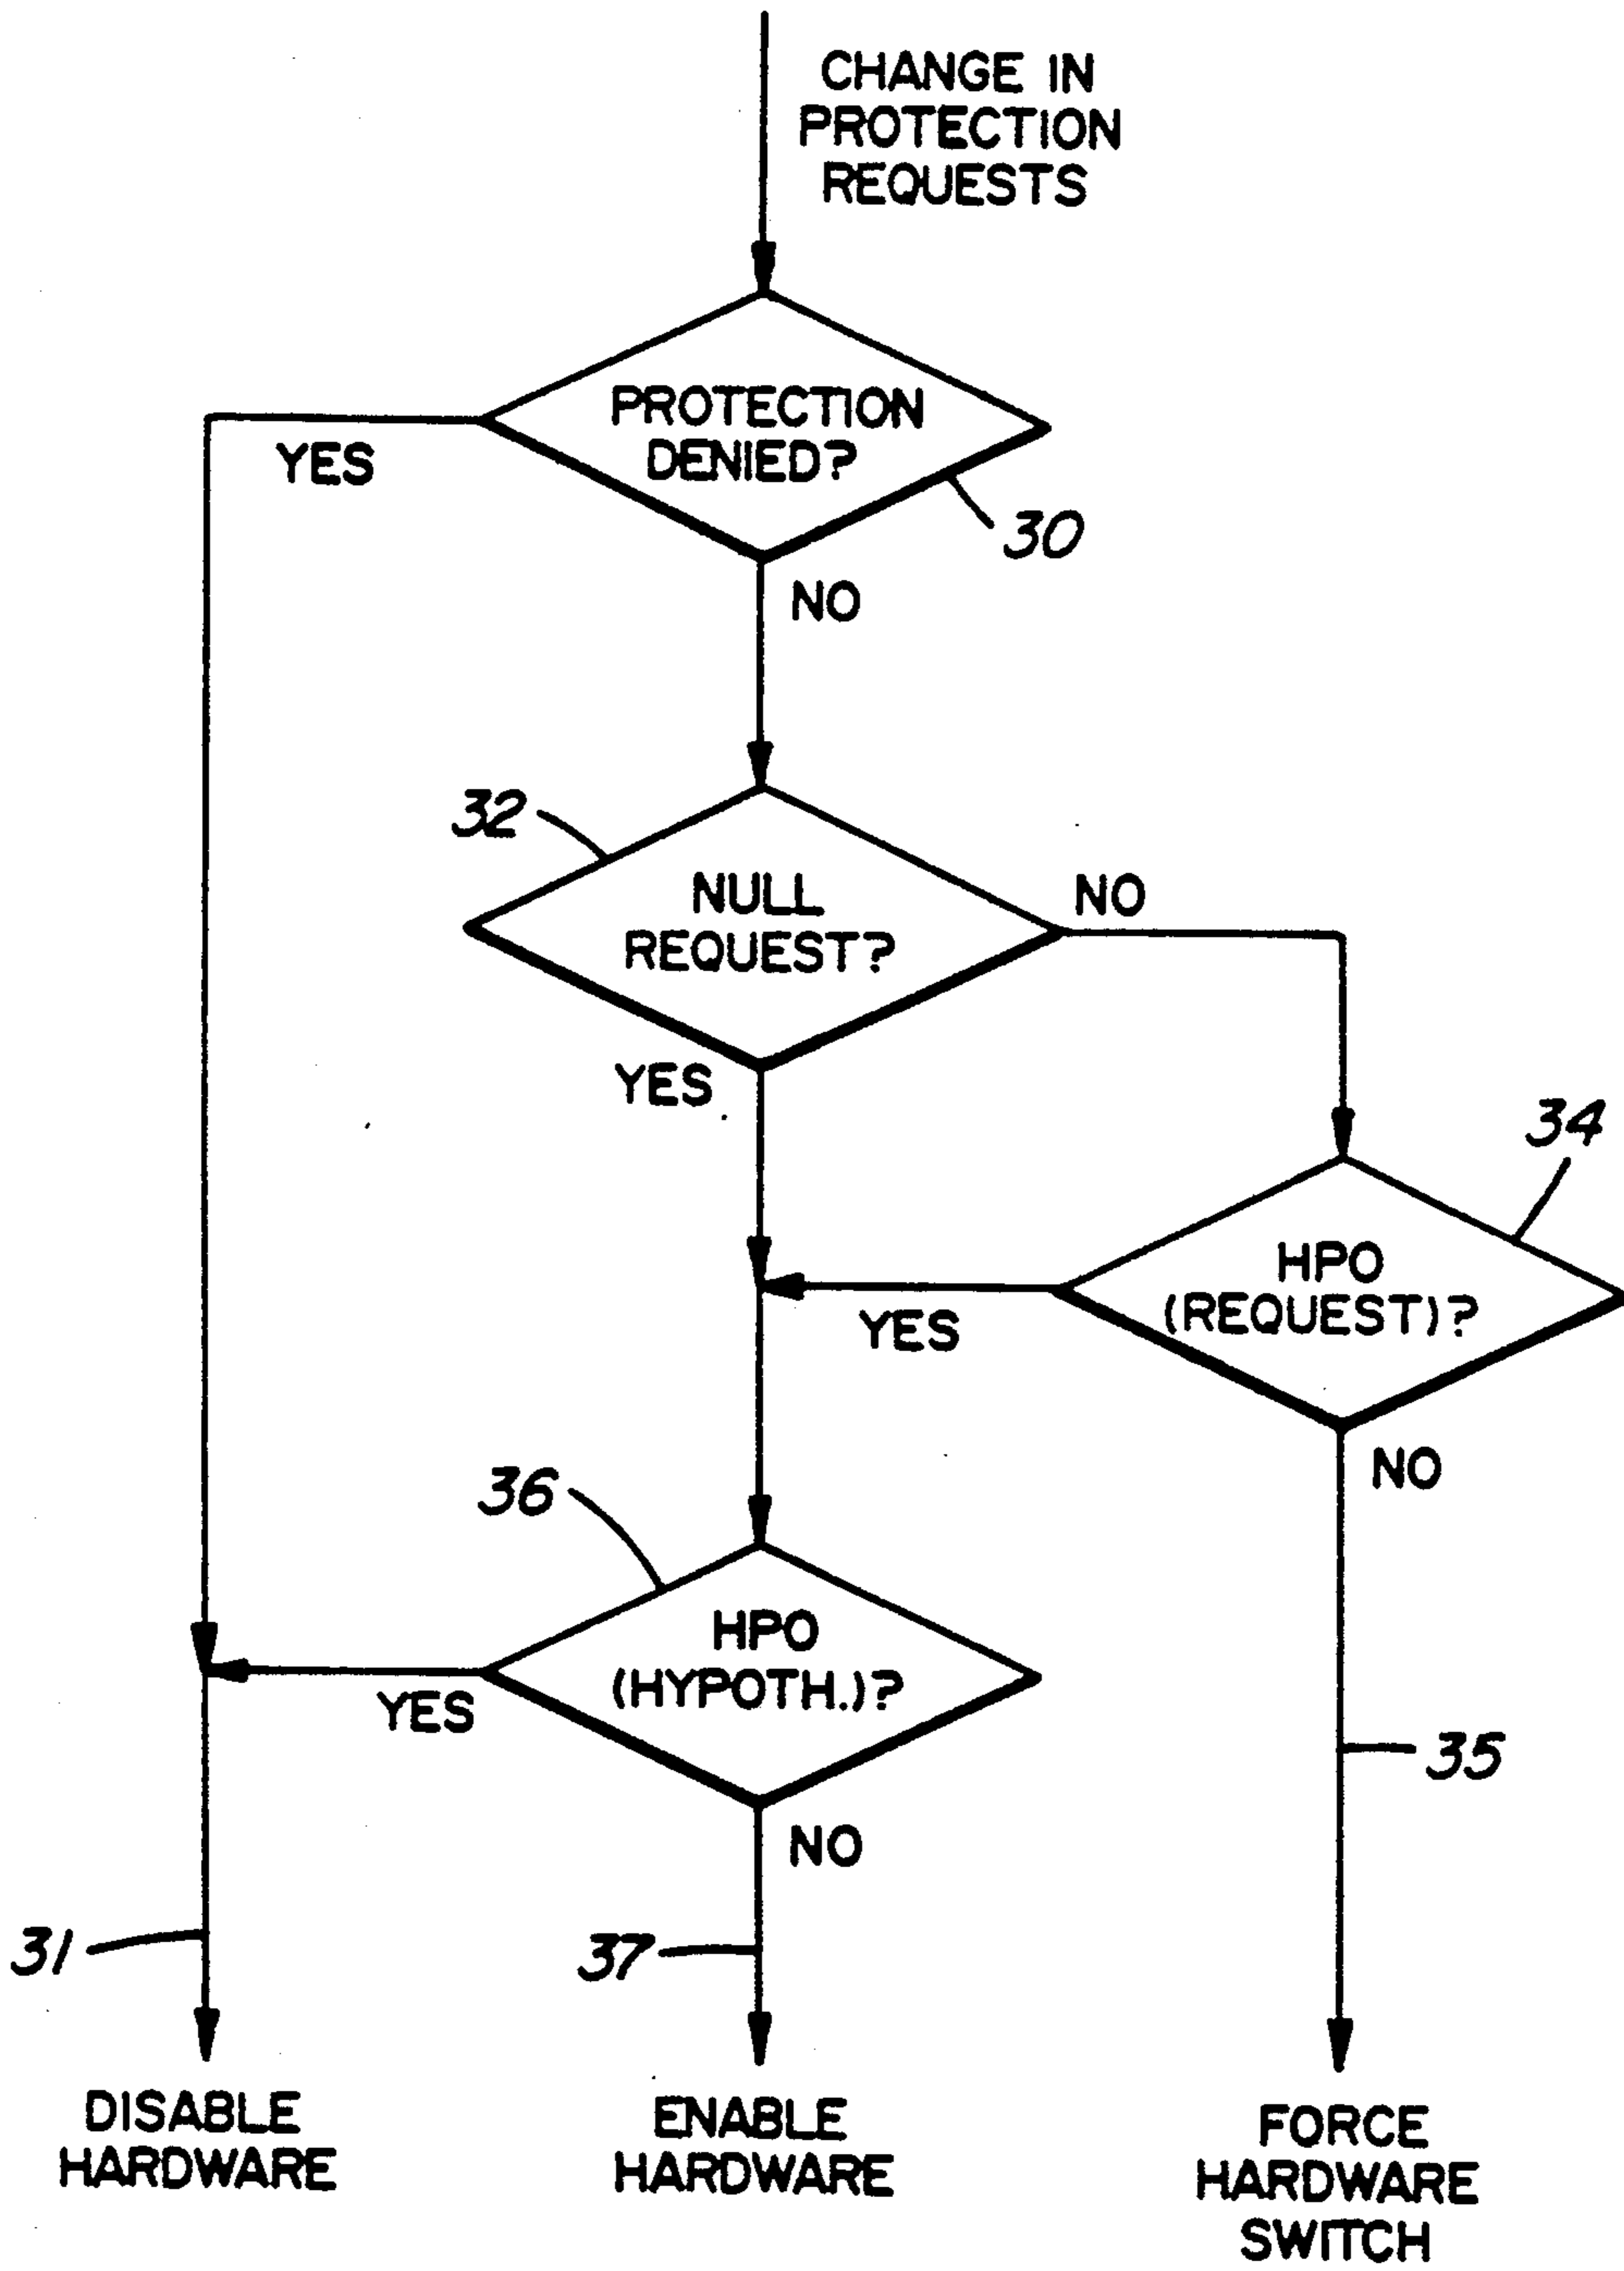 CHANGE IN
PROTECTION
REQUESTS
PROTECTION
DENIED?
YES
30
NO
32
NULL
REQUEST?
NO
YES
34
HPO
(REQUEST)?
YES
NO
36
HPO
(HYPOTH.)?
YES
35
NO
31
37
DISABLE
HARDWARE
ENABLE
HARDWARE
FORCE
HARDWARE
SWITCH